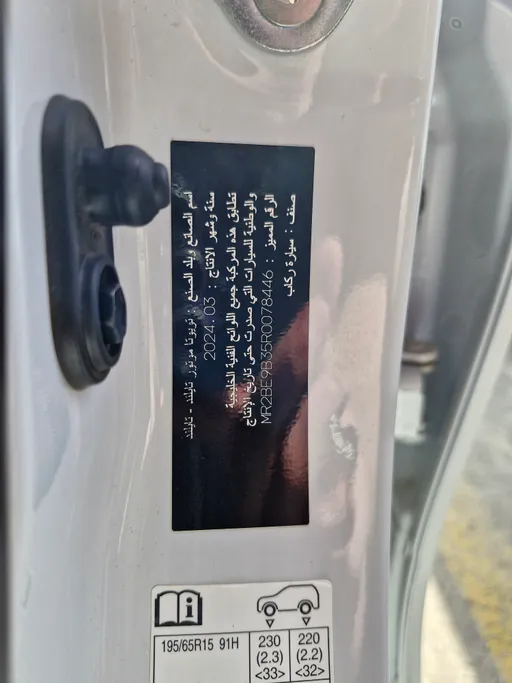 اسم الصانع وبلد الصنع : تويوتا موتور تايلند - تايلند
سنة وشهر الانتاج : 2024.03
تطابق هذه المركبة جميع اللوائح الفنية الخليجية
والوطنية للسيارات التي صدرت حتى تاريخ الإنتاج
الرقم المميز : MR2BE9B35R0078446
صنف : سيارة ركاب
195/65R15 91H
230 220
(2.3) (2.2)
<33> <32>